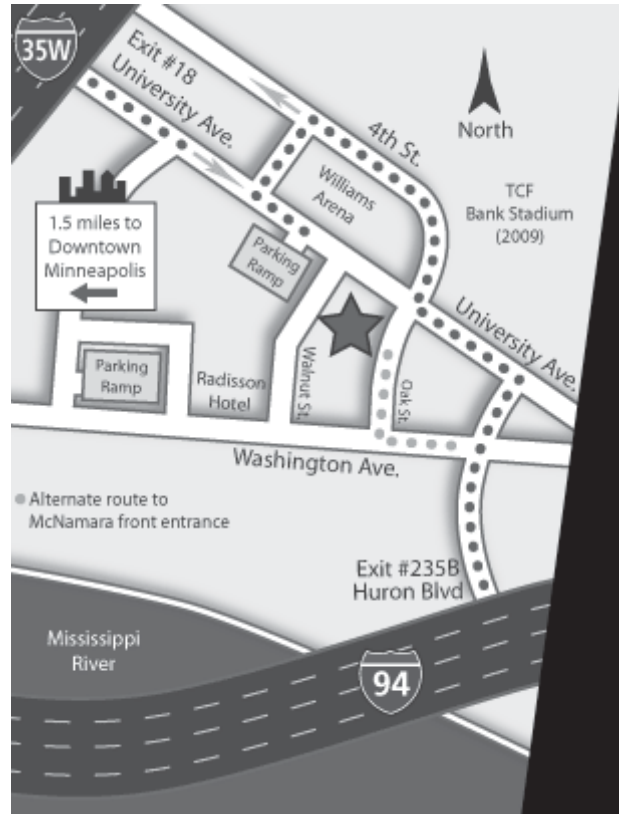 35W
Exit #18
University Ave.
4th St.
North
Williams
Arena
TCF
Bank Stadium
(2009)
1.5 miles to
Downtown
Minneapolis
Parking
Ramp
University Ave.
Parking
Ramp
Radisson
Hotel
Walnut St.
Oak St.
Washington Ave.
Alternate route to
McNamara front entrance
Exit #235B
Huron Blvd
Mississippi
River
94